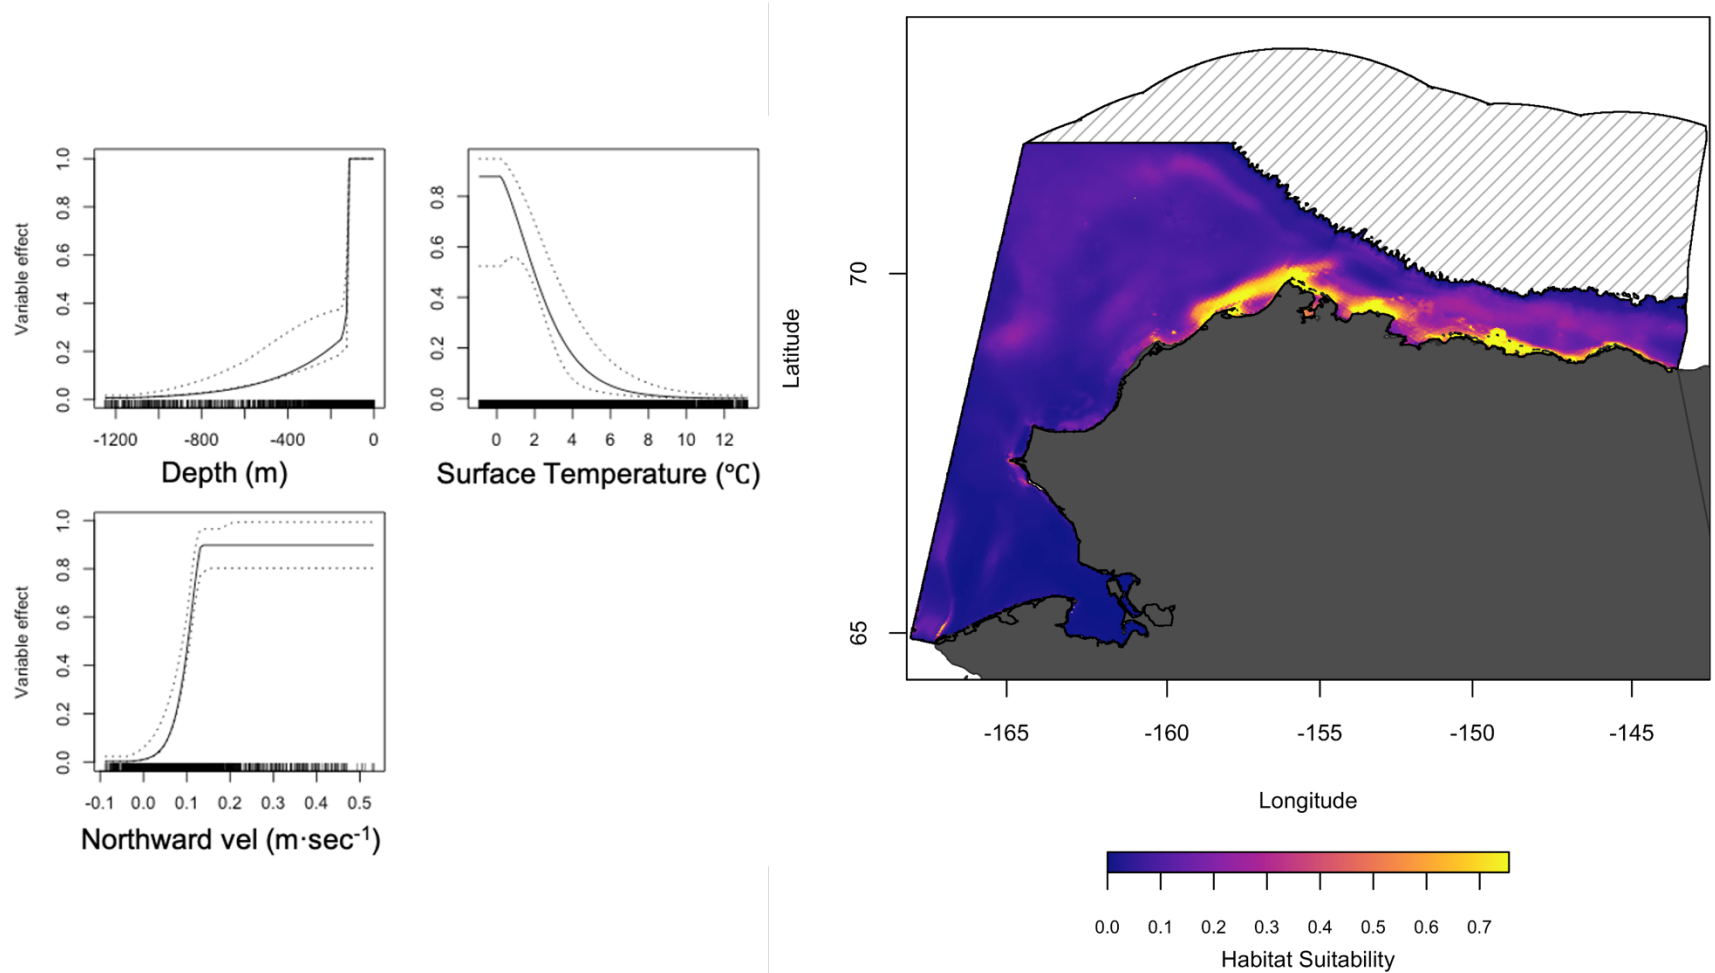 Variable effect
0.0 0.2 0.4 0.6 0.8 1.0
-1200 -800 -400 0
Depth (m)
0.0 0.2 0.4 0.6 0.8
0 2 4 6 8 10 12
Surface Temperature (℃)
Variable effect
0.0 0.2 0.4 0.6 0.8 1.0
-0.1 0.0 0.1 0.2 0.3 0.4 0.5
Northward vel (m·sec⁻¹)
Latitude
70
65
-165 -160 -155 -150 -145
Longitude
0.0 0.1 0.2 0.3 0.4 0.5 0.6 0.7
Habitat Suitability